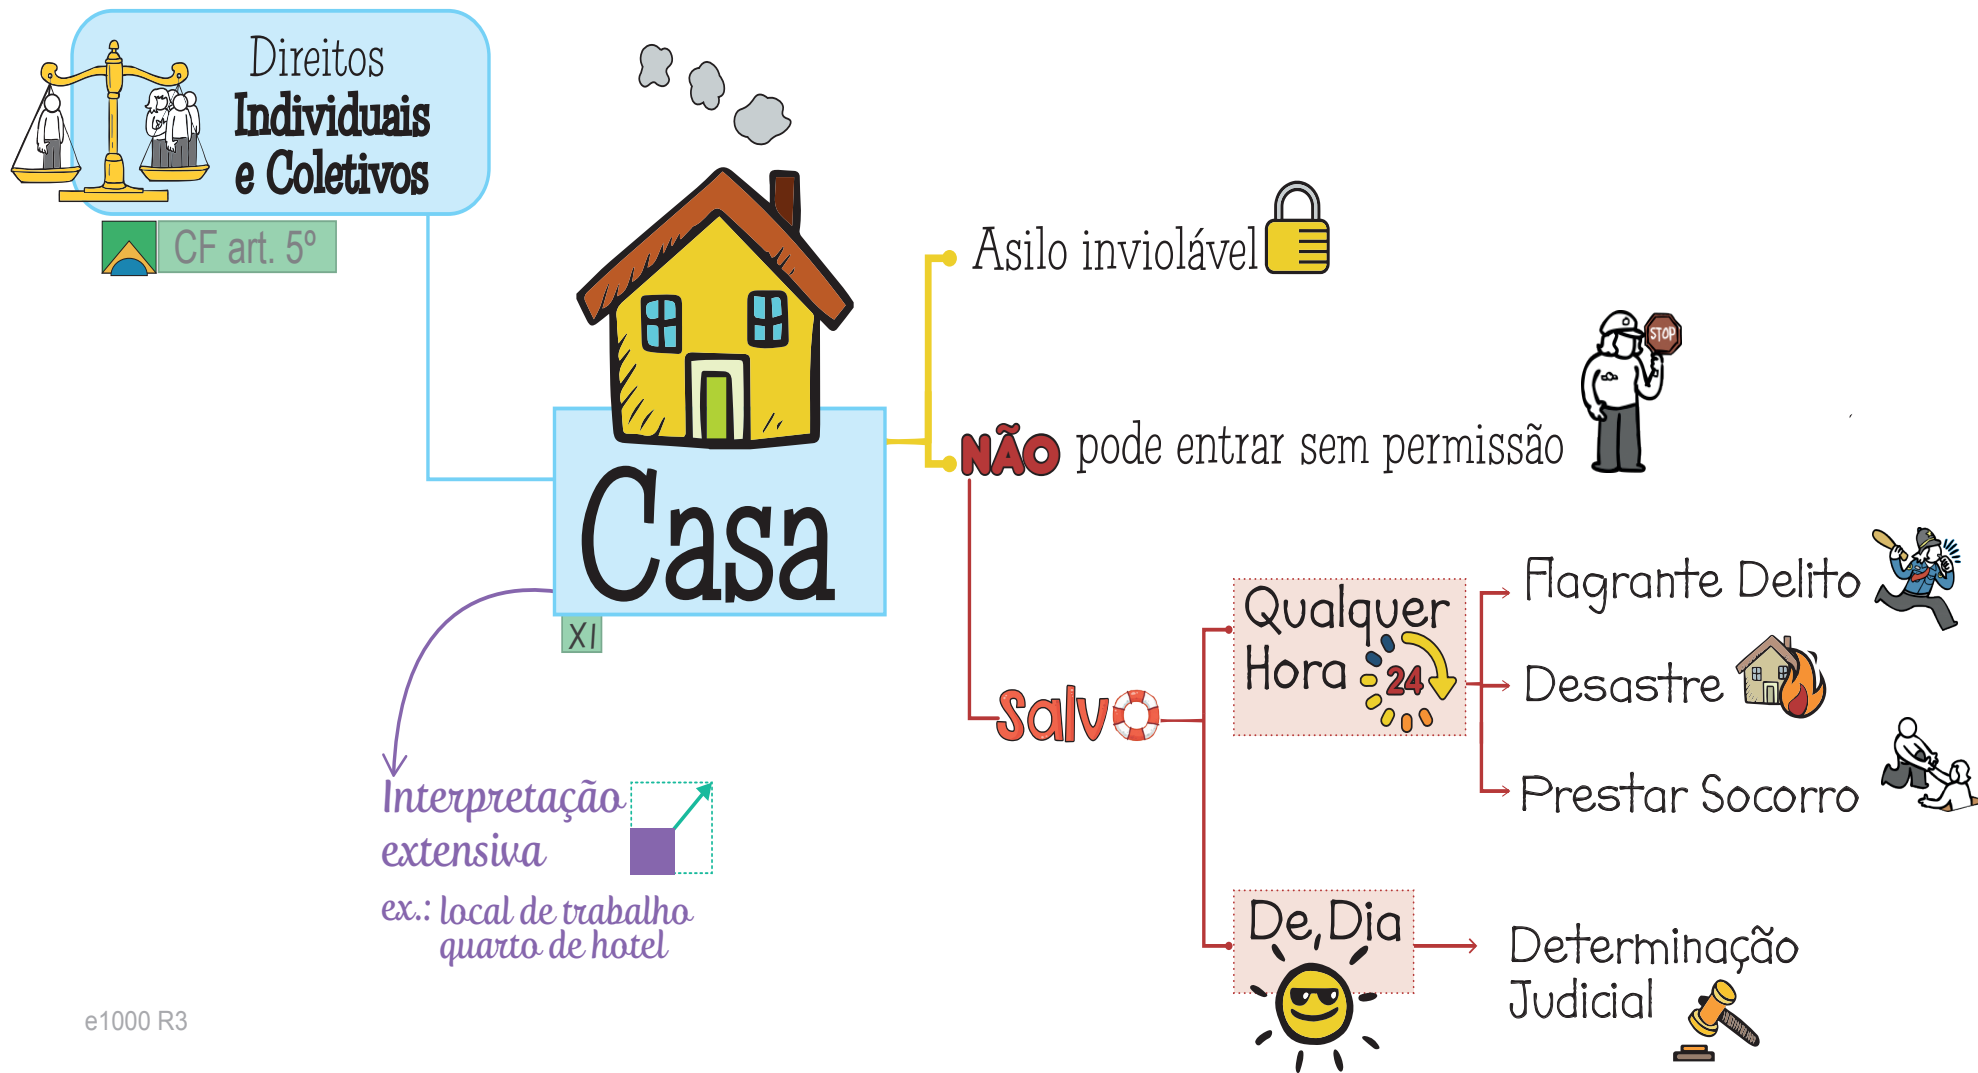 Direitos
Individuais
e Coletivos
CF art. 5º
Casa
XI
Asilo inviolável
NÃO pode entrar sem permissão
STOP
Salvo
Qualquer
Hora
24
Flagrante Delito
Desastre
Prestar Socorro
De Dia
Determinação
Judicial
Interpretação
extensiva
ex.: local de trabalho
quarto de hotel
e1000 R3